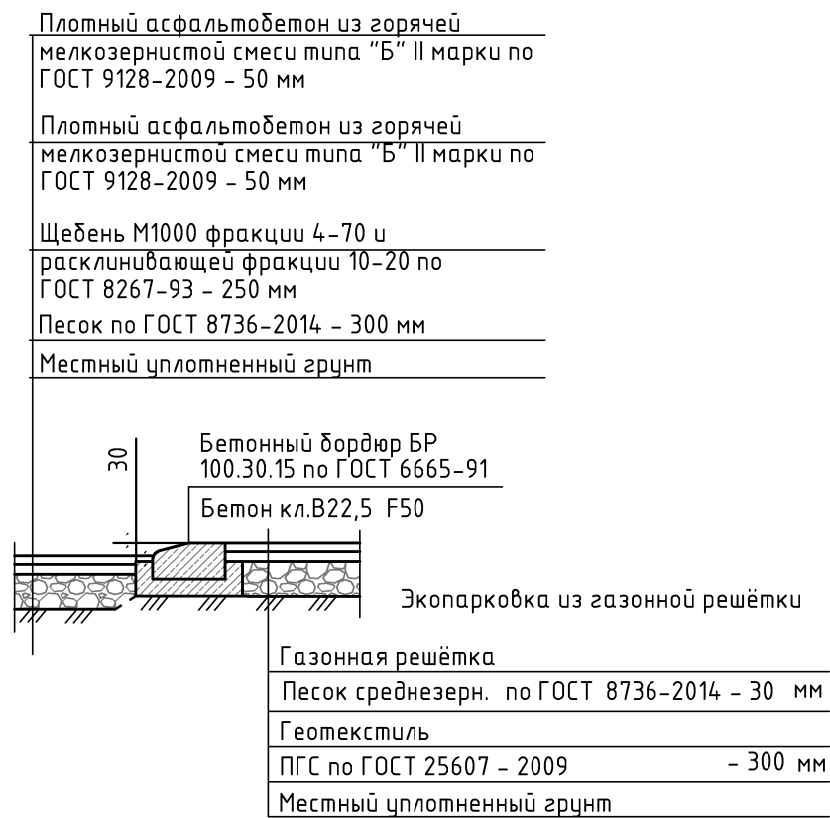 Плотный асфальтобетон из горячей
мелкозернистой смеси типа "Б" II марки по
ГОСТ 9128-2009 - 50 мм
Плотный асфальтобетон из горячей
мелкозернистой смеси типа "Б" II марки по
ГОСТ 9128-2009 - 50 мм
Щебень М1000 фракции 4-70 и
расклинивающей фракции 10-20 по
ГОСТ 8267-93 - 250 мм
Песок по ГОСТ 8736-2014 - 300 мм
Местный уплотненный грунт
30
Бетонный бордюр БР
100.30.15 по ГОСТ 6665-91
Бетон кл.В22,5 F50
Экопарковка из газонной решётки
Газонная решётка
Песок среднезерн. по ГОСТ 8736-2014 - 30 мм
Геотекстиль
ПГС по ГОСТ 25607 - 2009 - 300 мм
Местный уплотненный грунт